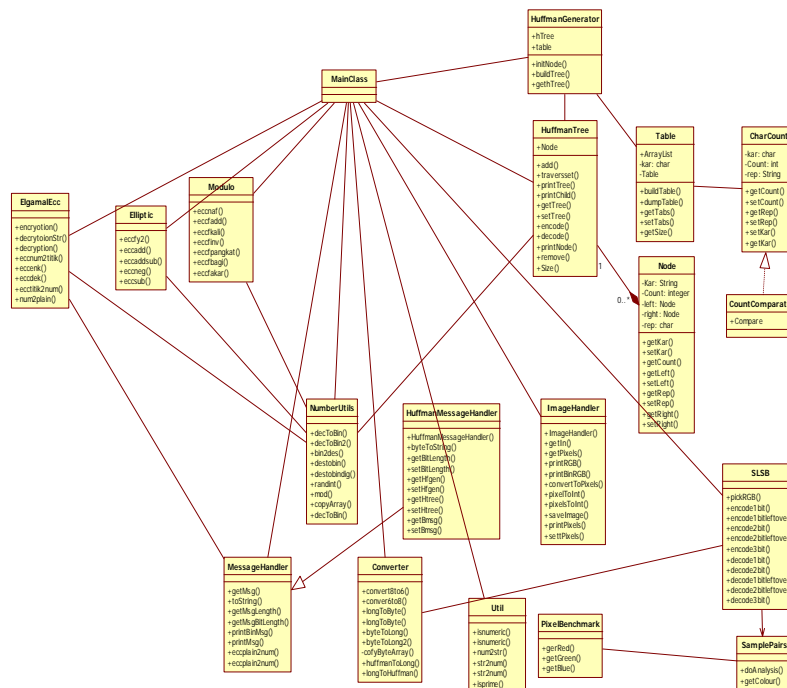 HuffmanGenerator
+hTree
+table
+initNode()
+buildTree()
+gethTree()
MainClass
HuffmanTree
+Node
+add()
+traversset()
+printTree()
+printChild()
+getTree()
+setTree()
+encode()
+decode()
+printNode()
+remove()
+Size()
Table
+ArrayList
-kar: char
-Table
+buildTable()
+dumpTable()
+getTabs()
+setTabs()
+getSize()
CharCount
-kar: char
-Count: int
-rep: String
+getCount()
+setCount()
+getRep()
+setRep()
+setKar()
+getKar()
ElgamalEcc
+encryotion()
+decrytoionStr()
+decryption()
+eccnum2titik()
+eccenk()
+eccdek()
+ecctitik2num()
+num2plain()
Elliptic
+eccfy2()
+eccadd()
+eccaddsub()
+eccneg()
+eccsub()
Modulo
+eccnaf()
+eccfadd()
+eccfkali()
+eccfinv()
+eccfpangkat()
+eccfbagi()
+eccfakar()
1
0..*
Node
-Kar: String
-Count: integer
-left: Node
-right: Node
-rep: char
+getKar()
+setKar()
+getCount()
+getLeft()
+setLeft()
+getRep()
+setRep()
+getRight()
+setRight()
CountComparat
+Compare
NumberUtils
+decToBin()
+decToBin2()
+bin2des()
+destobin()
+destobindig()
+randint()
+mod()
+copyArray()
+decToBin()
HuffmanMessageHandler
+HuffmanMessageHandler()
+byteToString()
+getBitLength()
+setBitLength()
+getHfgen()
+setHfgen()
+getHtree()
+setHtree()
+getBmsg()
+setBmsg()
ImageHandler
+ImageHandler()
+getIn()
+getPixels()
+printRGB()
+printBinRGB()
+convertToPixels()
+pixelToInt()
+pixelsToInt()
+saveImage()
+printPixels()
+settPixels()
SLSB
+pickRGB()
+encode1bit()
+encode1bitleftove
+encode2bit()
+encode2bitleftove
+encode3bit()
+decode1bit()
+decode2bit()
+decode1bitleftove
+decode2bitleftove
+decode3bit()
MessageHandler
+getMsg()
+toString()
+getMsgLength()
+getMsgBitLength()
+printBinMsg()
+printMsg()
+eccplain2num()
+eccplain2num()
Converter
+convert8to6()
+conver6to8()
+longToByte()
+longToByte()
+byteToLong()
+byteToLong2()
-cofyByteArray()
+huffmanToLong()
+longToHuffman()
Util
+isnumeric()
+isnumeric()
+num2str()
+str2num()
+str2num()
+isprime()
PixelBenchmark
+gerRed()
+getGreen()
+getBlue()
SamplePairs
+doAnalysis()
+getColour()